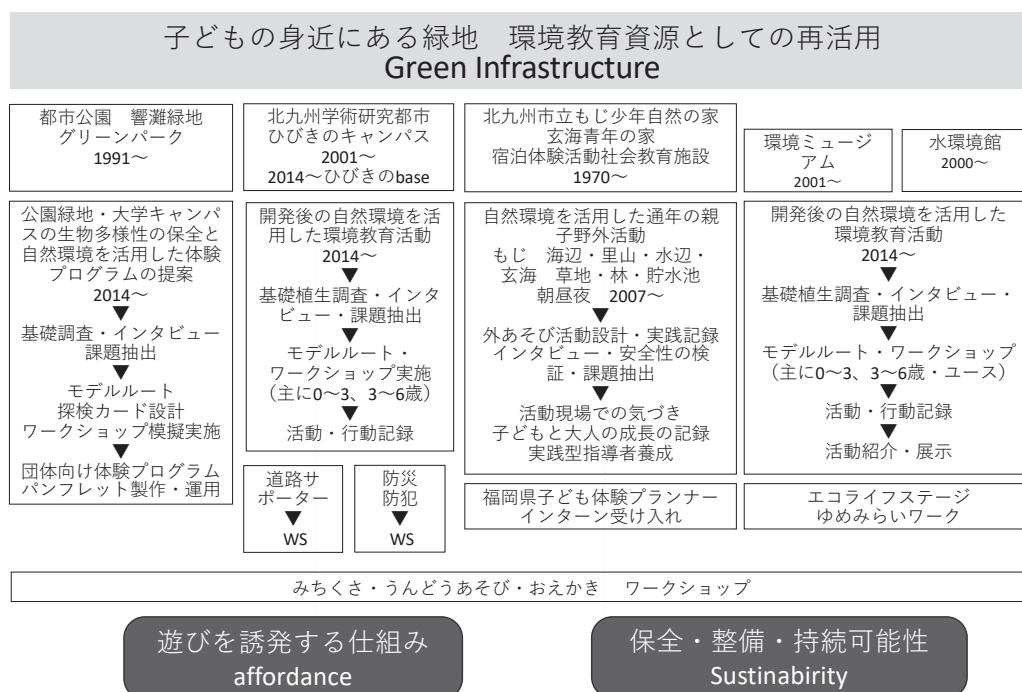 子どもの身近にある緑地　環境教育資源としての再活用
Green Infrastructure
都市公園　響灘緑地
グリーンパーク
1991～
北九州学術研究都市
ひびきのキャンパス
2001～
2014～ひびきのbase
北九州市立もじ少年自然の家
玄海青年の家
宿泊体験活動社会教育施設
1970～
環境ミュージ
アム
2001～
水環境館
2000～
公園緑地・大学キャンパ
スの生物多様性の保全と
自然環境を活用した体験
プログラムの提案
2014～
▼
基礎調査・インタビュー
課題抽出
▼
モデルルート
探検カード設計
ワークショップ模擬実施
▼
団体向け体験プログラム
パンフレット製作・運用
開発後の自然環境を活
用した環境教育活動
2014～
▼
基礎植生調査・インタ
ビュー・課題抽出
▼
モデルルート・
ワークショップ実施
（主に0～3、3～6歳）
▼
活動・行動記録
自然環境を活用した通年の親
子野外活動
もじ　海辺・里山・水辺・
玄海　草地・林・貯水池
朝昼夜　2007～
▼
外あそび活動設計・実践記録
インタビュー・安全性の検
証・課題抽出
▼
活動現場での気づき
子どもと大人の成長の記録
実践型指導者養成
開発後の自然環境を活用した
環境教育活動
2014～
▼
基礎植生調査・インタビュー・
課題抽出
▼
モデルルート・ワークショップ
（主に0～3、3～6歳・ユース）
▼
活動・行動記録
▼
活動紹介・展示
道路サ
ポーター
▼
WS
防災
防犯
▼
WS
福岡県子ども体験プランナー
インターン受け入れ
エコライフステージ
ゆめみらいワーク
みちくさ・うんどうあそび・おえかき　ワークショップ
遊びを誘発する仕組み
affordance
保全・整備・持続可能性
Sustinabirity